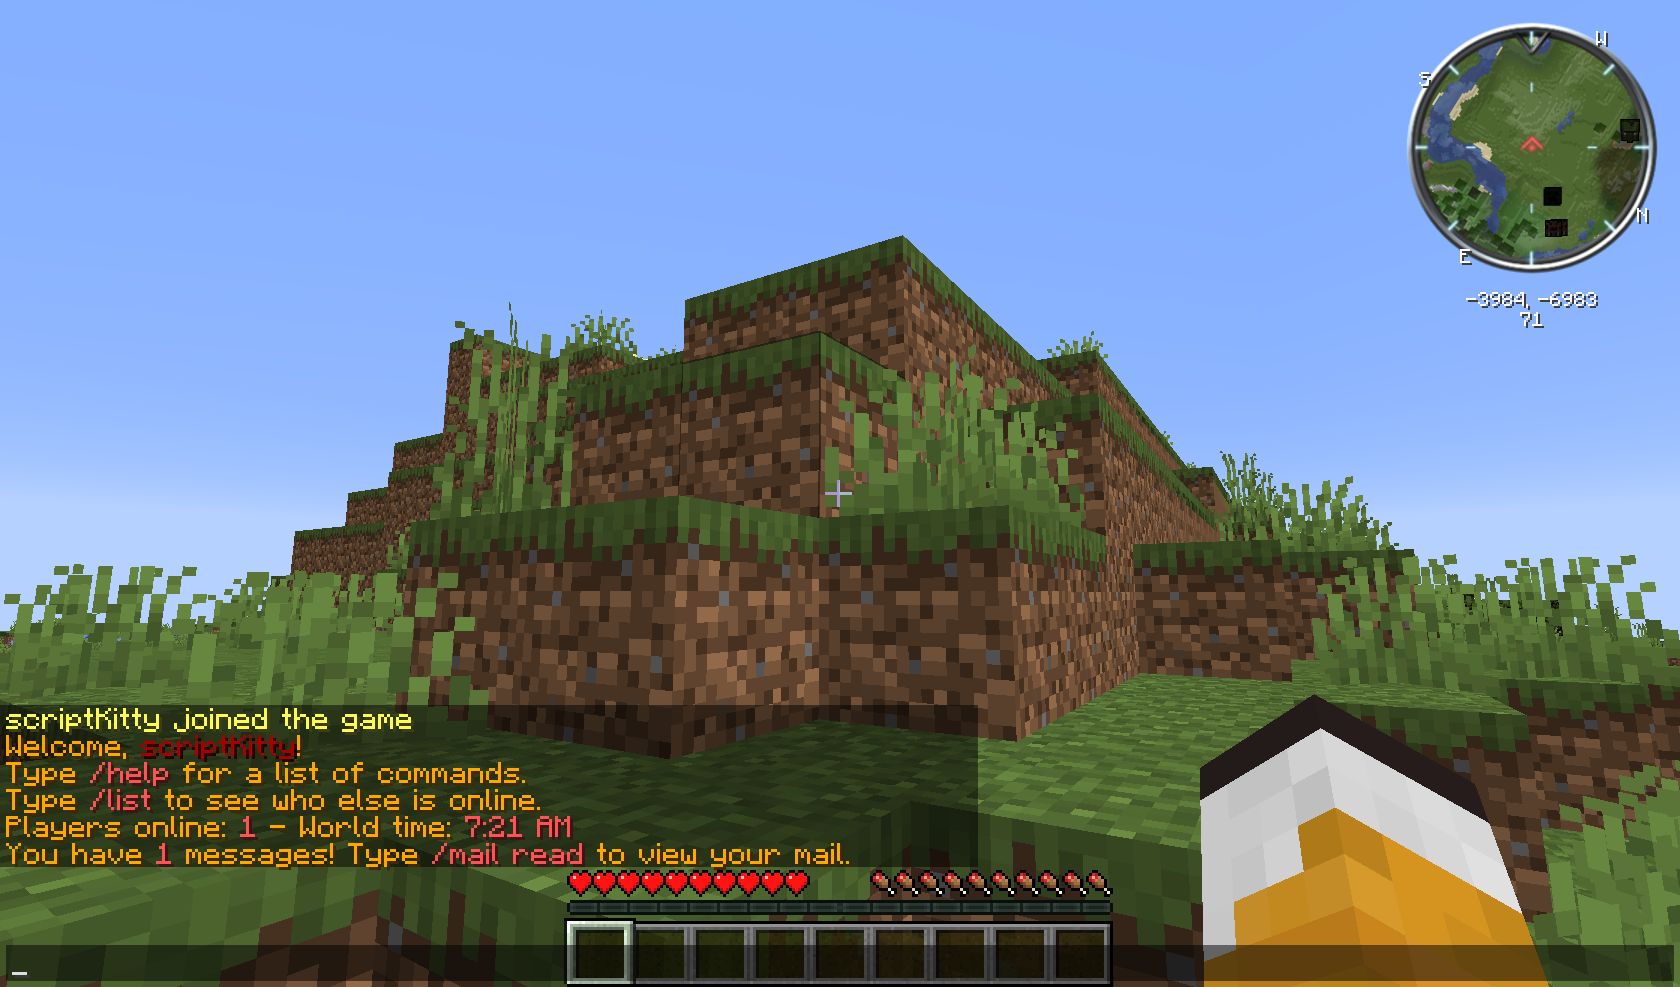 W
S
N
E
-3984, -6983
71
scriptKitty joined the game
Welcome, scriptKitty!
Type /help for a list of commands.
Type /list to see who else is online.
Players online: 1 - World time: 7:21 AM
You have 1 messages! Type /mail read to view your mail.
_